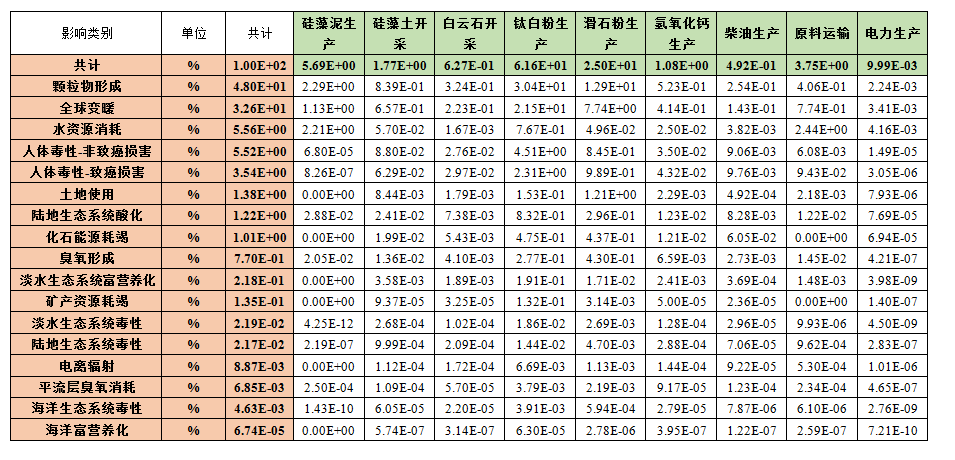 影响类别 单位 共计 硅藻泥生产 硅藻土开采 白云石开采 钛白粉生产 滑石粉生产 氢氧化钙生产 柴油生产 原料运输 电力生产
共计 % 1.00E+02 5.69E+00 1.77E+00 6.27E-01 6.16E+01 2.50E+01 1.08E+00 4.92E-01 3.75E+00 9.99E-03
颗粒物形成 % 4.80E+01 2.29E+00 8.39E-01 3.24E-01 3.04E+01 1.29E+01 5.23E-01 2.54E-01 4.06E-01 2.24E-03
全球变暖 % 3.26E+01 1.13E+00 6.57E-01 2.23E-01 2.15E+01 7.74E+00 4.14E-01 1.43E-01 7.74E-01 3.41E-03
水资源消耗 % 5.56E+00 2.21E+00 5.70E-02 1.67E-03 7.67E-01 4.96E-02 2.50E-02 3.82E-03 2.44E+00 4.16E-03
人体毒性-非致癌损害 % 5.52E+00 6.80E-05 8.80E-02 2.76E-02 4.51E+00 8.45E-01 3.50E-02 9.06E-03 6.08E-03 1.49E-05
人体毒性-致癌损害 % 3.54E+00 8.26E-07 6.29E-02 2.97E-02 2.31E+00 9.89E-01 4.32E-02 9.76E-03 9.43E-02 3.05E-06
土地使用 % 1.38E+00 0.00E+00 8.44E-03 1.79E-03 1.53E-01 1.21E+00 2.29E-03 4.92E-04 2.18E-03 7.93E-06
陆地生态系统酸化 % 1.22E+00 2.88E-02 2.41E-02 7.38E-03 8.32E-01 2.96E-01 1.23E-02 8.28E-03 1.22E-02 7.69E-05
化石能源耗竭 % 1.01E+00 0.00E+00 1.99E-02 5.43E-03 4.75E-01 4.37E-01 1.21E-02 6.05E-02 0.00E+00 6.94E-05
臭氧形成 % 7.70E-01 2.05E-02 1.36E-02 4.10E-03 2.77E-01 4.30E-01 6.59E-03 2.73E-03 1.45E-02 4.21E-07
淡水生态系统富营养化 % 2.18E-01 0.00E+00 3.58E-03 1.89E-03 1.91E-01 1.71E-02 2.41E-03 3.69E-04 1.48E-03 3.98E-09
矿产资源耗竭 % 1.35E-01 0.00E+00 9.37E-05 3.25E-05 1.32E-01 3.14E-03 5.00E-05 2.36E-05 0.00E+00 1.40E-07
淡水生态系统毒性 % 2.19E-02 4.25E-12 2.68E-04 1.02E-04 1.86E-02 2.69E-03 1.28E-04 2.96E-05 9.93E-06 4.50E-09
陆地生态系统毒性 % 2.17E-02 2.19E-07 9.99E-04 2.09E-04 1.44E-02 4.70E-03 2.88E-04 7.06E-05 9.62E-04 2.83E-07
电离辐射 % 8.87E-03 0.00E+00 1.12E-04 1.72E-04 6.69E-03 1.13E-03 1.44E-04 9.22E-05 5.30E-04 1.01E-06
平流层臭氧消耗 % 6.85E-03 2.50E-04 1.09E-04 5.70E-05 3.79E-03 2.19E-03 9.17E-05 1.23E-04 2.34E-04 4.65E-07
海洋生态系统毒性 % 4.63E-03 1.43E-10 6.05E-05 2.20E-05 3.91E-03 5.94E-04 2.79E-05 7.87E-06 6.10E-06 2.76E-09
海洋富营养化 % 6.74E-05 0.00E+00 5.74E-07 3.14E-07 6.30E-05 2.78E-06 3.95E-07 1.22E-07 2.59E-07 7.21E-10